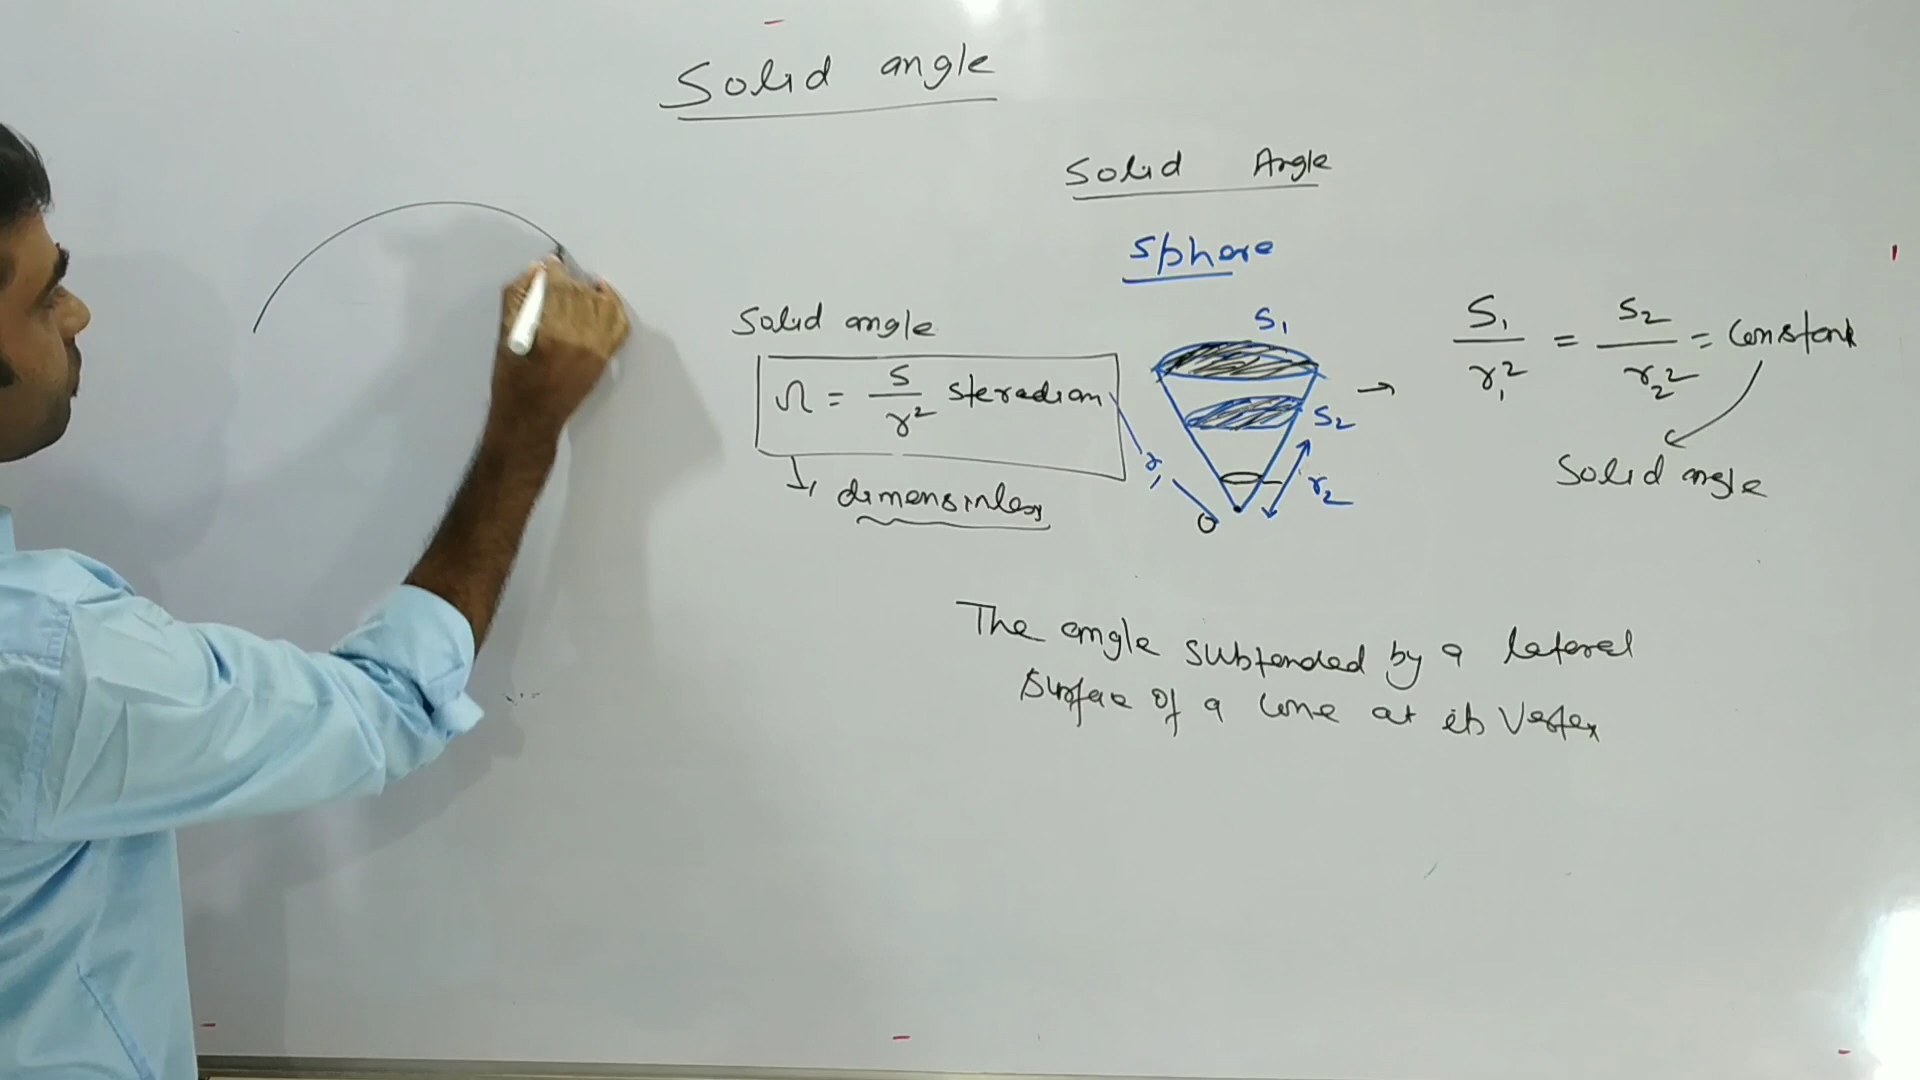 Solid angle
Solid Angle
Sphere
Solid angle
Ω = S/r² steradian
dimensinless
S₁
S₂
r₁
r₂
O
→ S₁/r₁² = S₂/r₂² = Constant
Solid angle
The angle subtended by a lateral
surface of a cone at its vertex